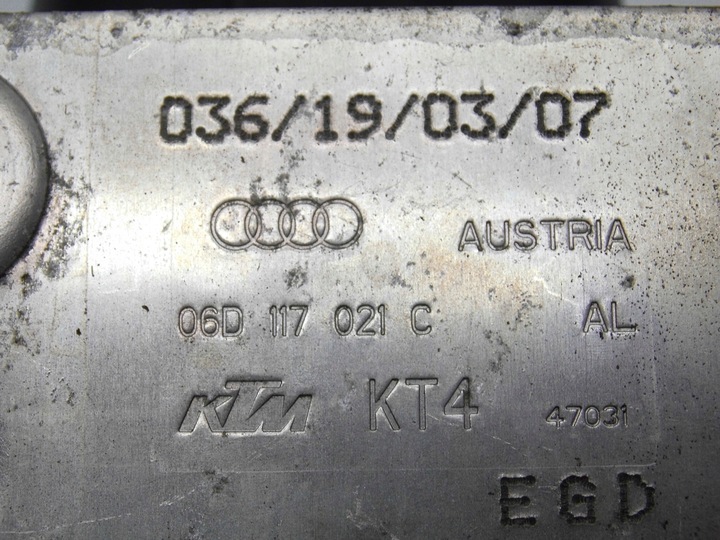 036/19/03/07
AUSTRIA
06D 117 021 C AL
KTM KT4 47031
EGD